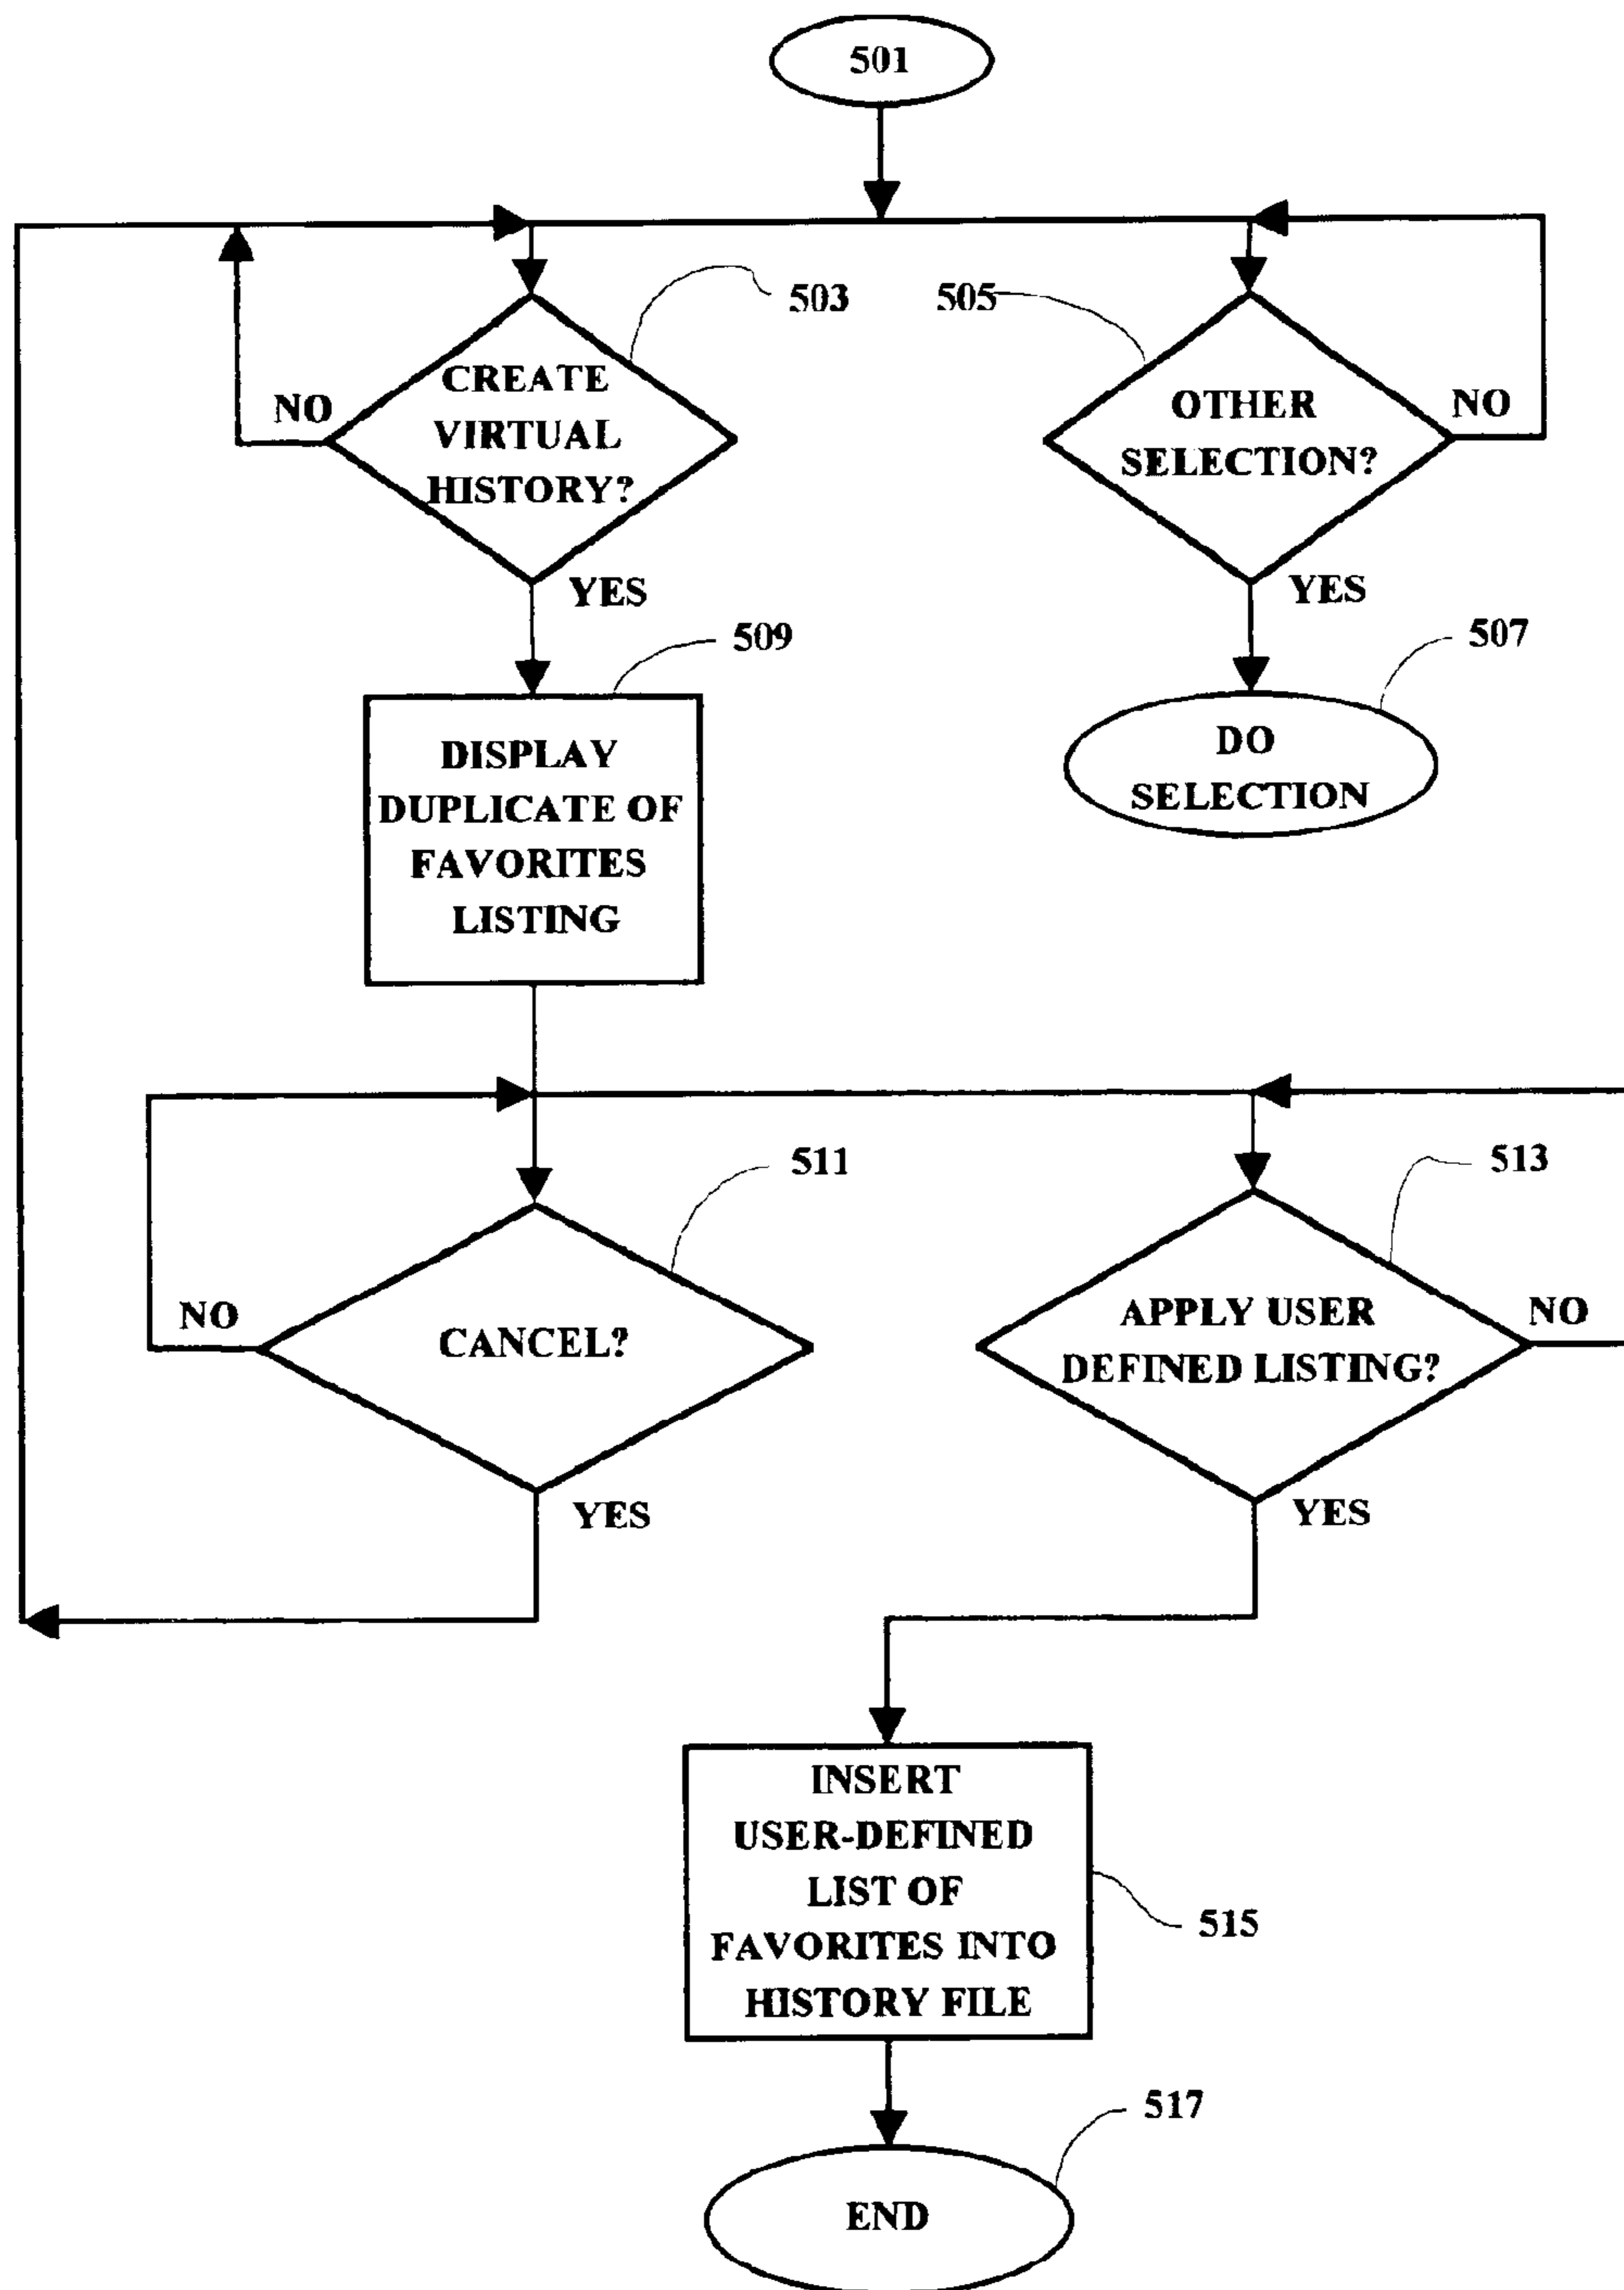 501
503
505
CREATE
VIRTUAL
HISTORY?
NO
OTHER
SELECTION?
NO
YES
YES
509
507
DISPLAY
DUPLICATE OF
FAVORITES
LISTING
DO
SELECTION
511
513
NO
CANCEL?
APPLY USER
DEFINED LISTING?
NO
YES
YES
INSERT
USER-DEFINED
LIST OF
FAVORITES INTO
HISTORY FILE
515
517
END